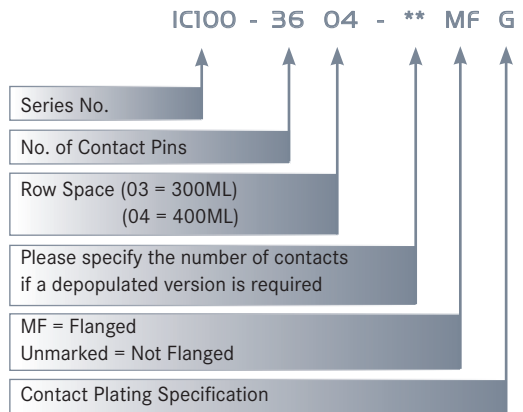 IC100 - 36 04 - ** MF G
Series No.
No. of Contact Pins
Row Space (03 = 300ML)
(04 = 400ML)
Please specify the number of contacts
if a depopulated version is required
MF = Flanged
Unmarked = Not Flanged
Contact Plating Specification